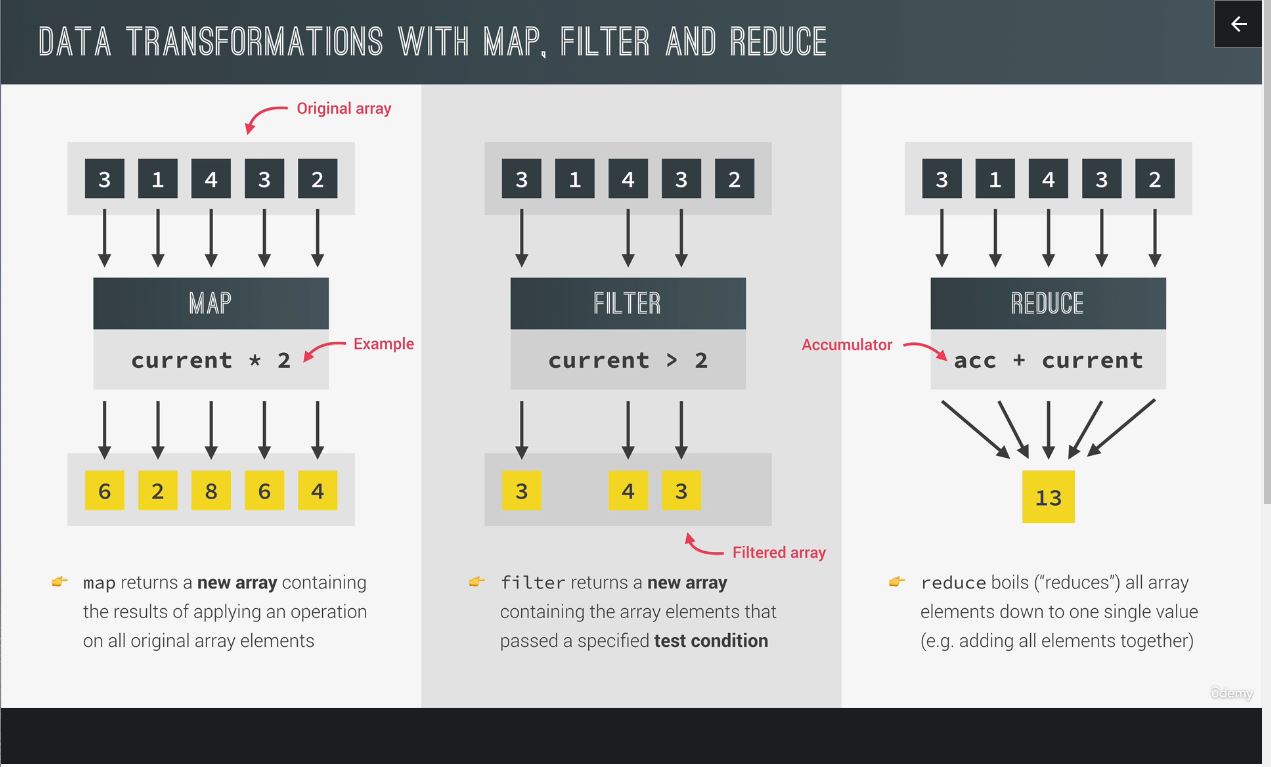 DATA TRANSFORMATIONS WITH MAP, FILTER AND REDUCE
Original array
3 1 4 3 2
MAP
current * 2
Example
6 2 8 6 4
👉 map returns a new array containing
the results of applying an operation
on all original array elements
3 1 4 3 2
FILTER
current > 2
3 4 3
Filtered array
👉 filter returns a new array
containing the array elements that
passed a specified test condition
3 1 4 3 2
REDUCE
Accumulator
acc + current
13
👉 reduce boils (“reduces”) all array
elements down to one single value
(e.g. adding all elements together)
Udemy